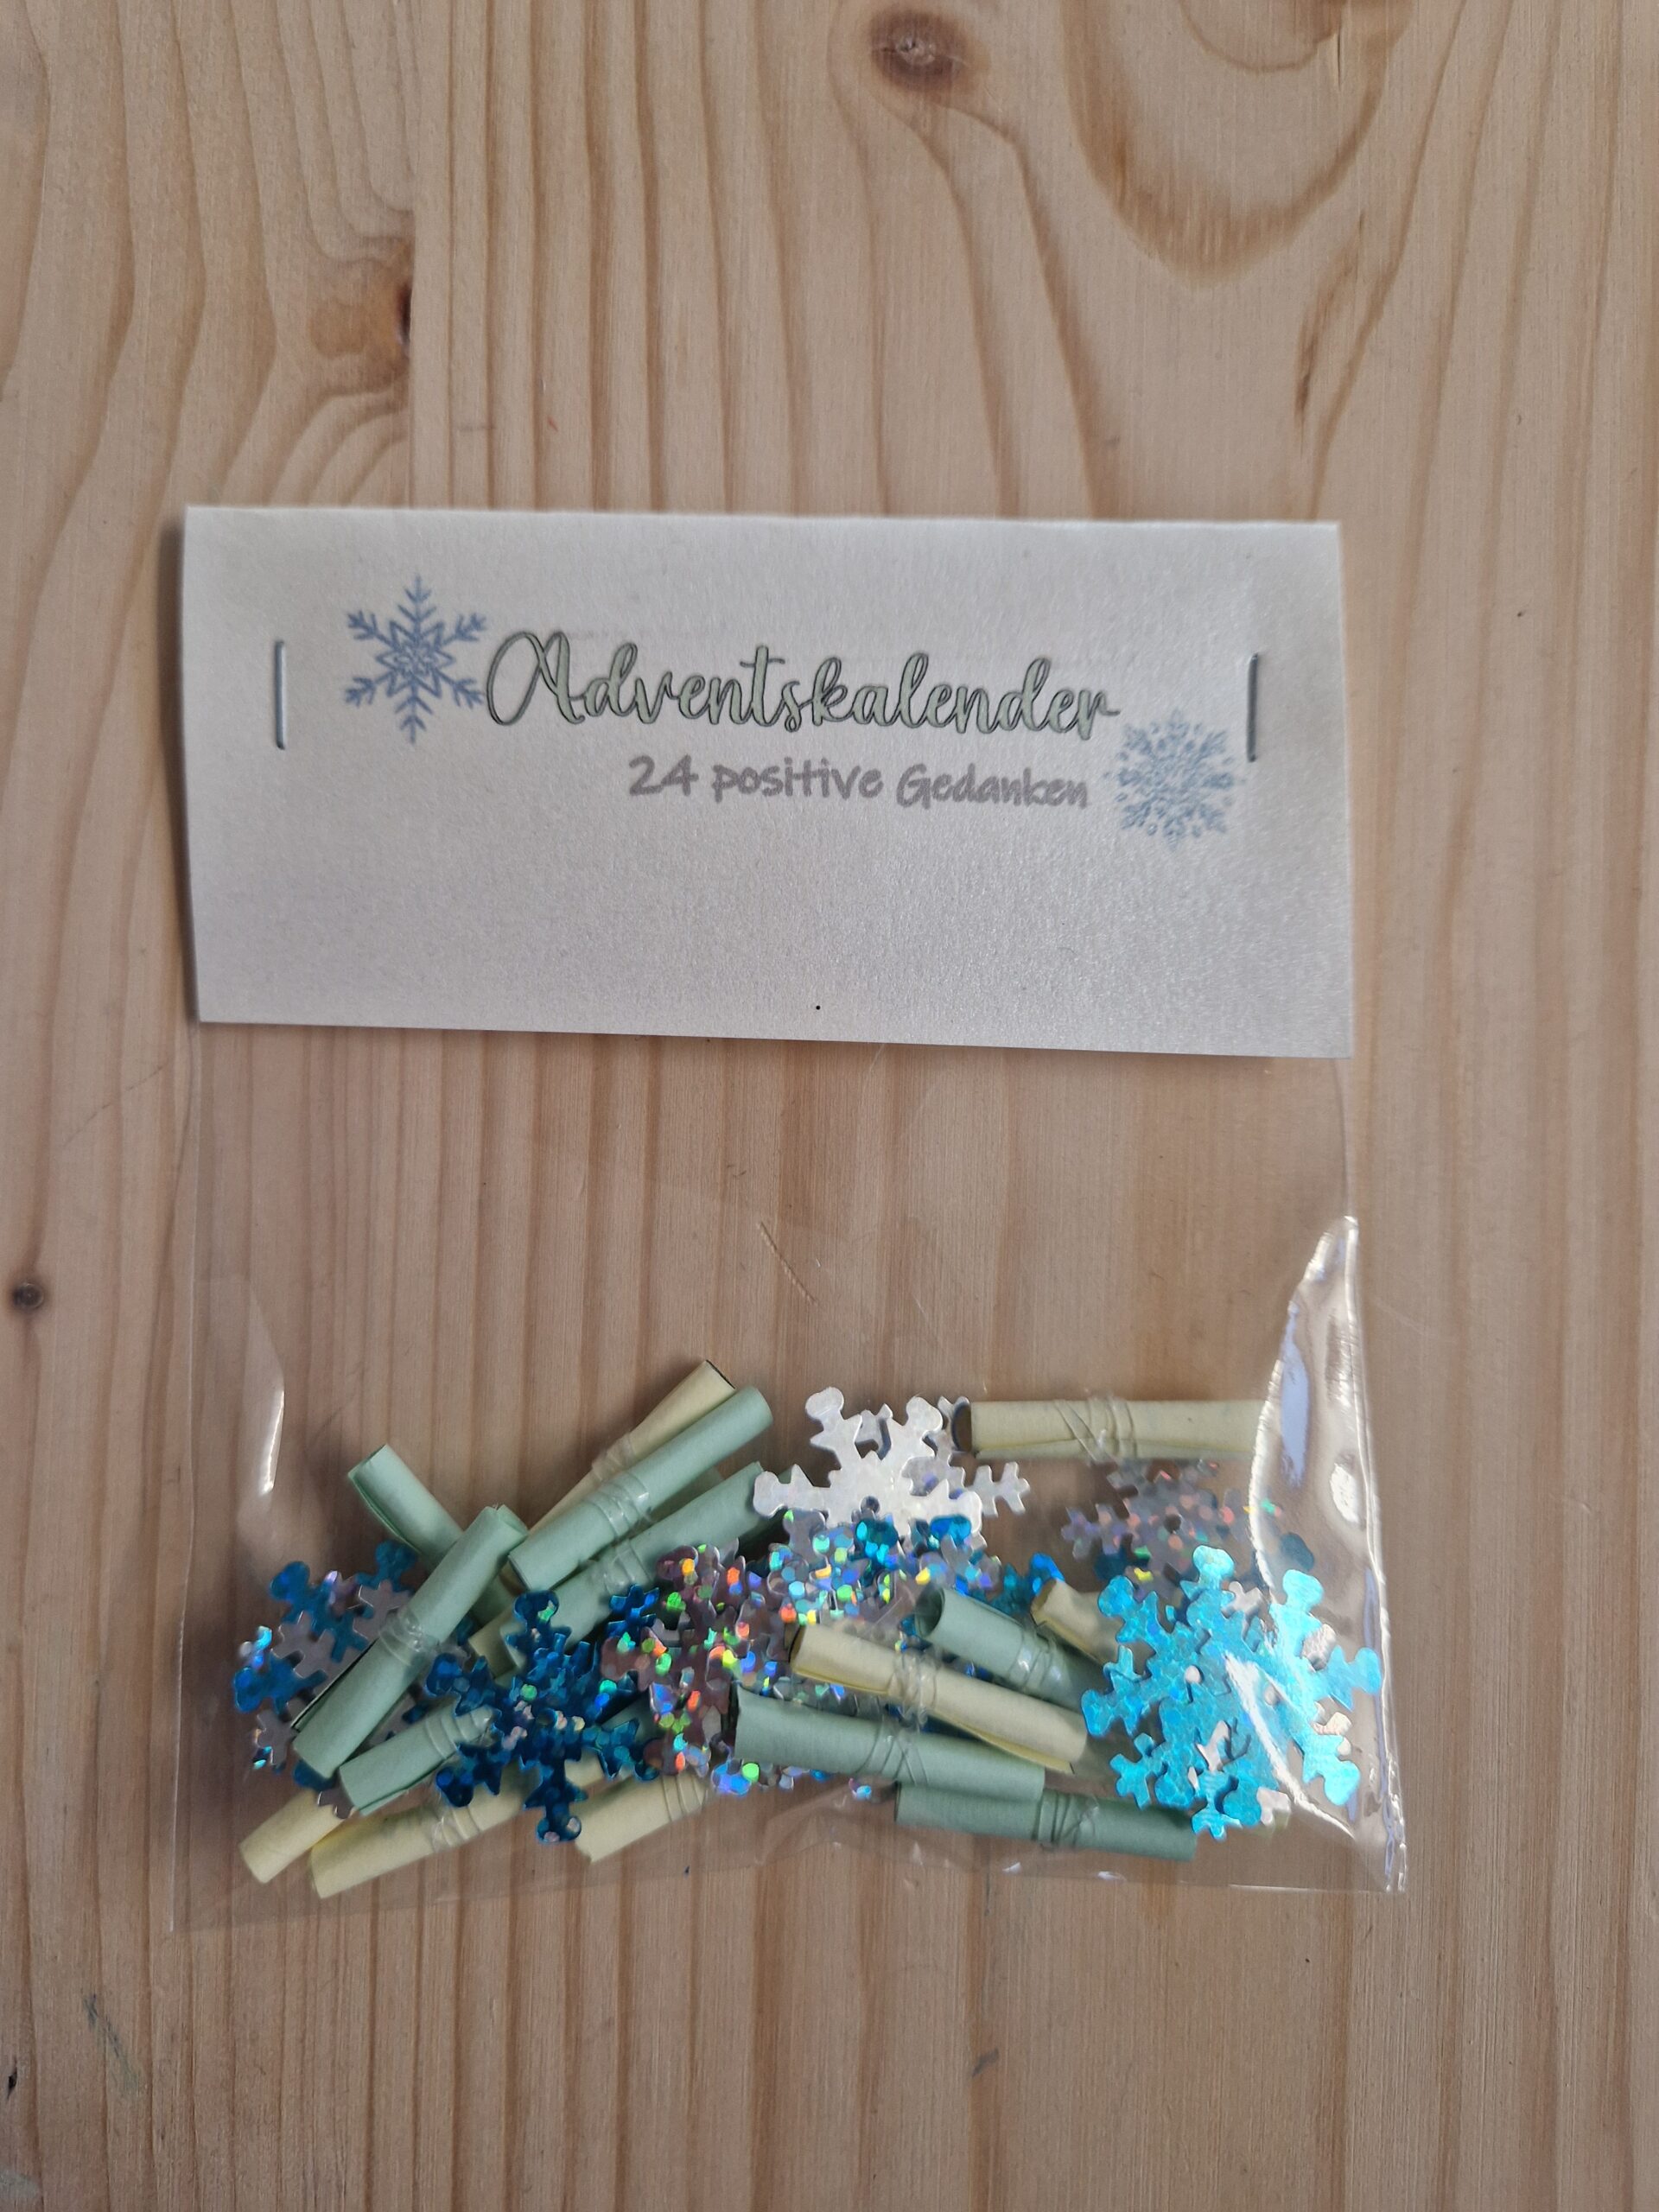 Adventskalender
24 positive Gedanken